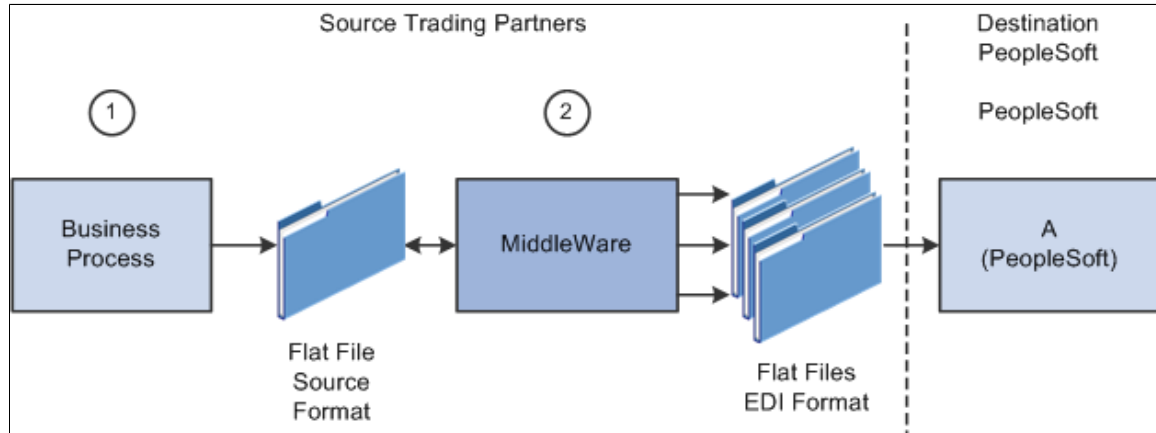 Source Trading Partners
Destination
PeopleSoft
PeopleSoft
1
2
Business
Process
MiddleWare
A
(PeopleSoft)
Flat File
Source
Format
Flat Files
EDI Format